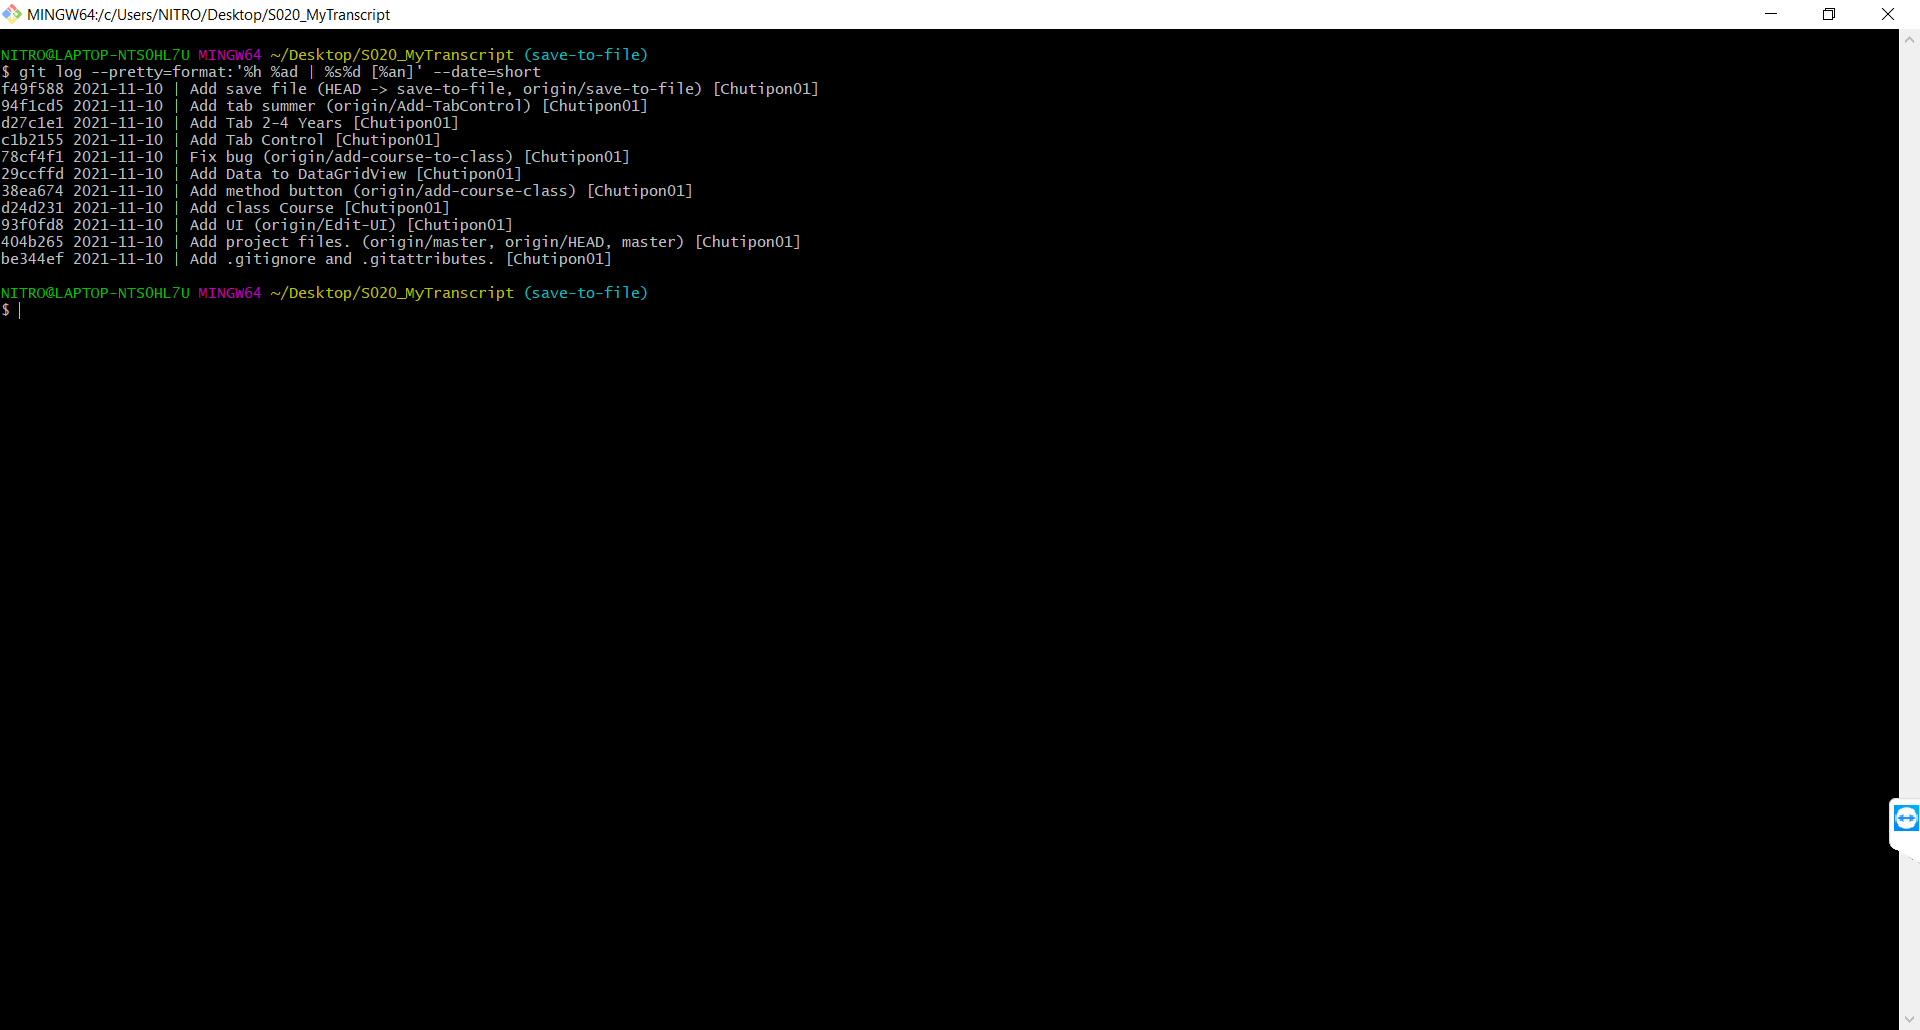 MINGW64:/c/Users/NITRO/Desktop/S020_MyTranscript
NITRO@LAPTOP-NTS0HL7U MINGW64 ~/Desktop/S020_MyTranscript (save-to-file)
$ git log --pretty=format:'%h %ad | %s%d [%an]' --date=short
f49f588 2021-11-10 | Add save file (HEAD -> save-to-file, origin/save-to-file) [Chutipon01]
94f1cd5 2021-11-10 | Add tab summer (origin/Add-TabControl) [Chutipon01]
d27c1e1 2021-11-10 | Add Tab 2-4 Years [Chutipon01]
c1b2155 2021-11-10 | Add Tab Control [Chutipon01]
78cf4f1 2021-11-10 | Fix bug (origin/add-course-to-class) [Chutipon01]
29ccffd 2021-11-10 | Add Data to DataGridView [Chutipon01]
38ea674 2021-11-10 | Add method button (origin/add-course-class) [Chutipon01]
d24d231 2021-11-10 | Add class Course [Chutipon01]
93f0fd8 2021-11-10 | Add UI (origin/Edit-UI) [Chutipon01]
404b265 2021-11-10 | Add project files. (origin/master, origin/HEAD, master) [Chutipon01]
be344ef 2021-11-10 | Add .gitignore and .gitattributes. [Chutipon01]
NITRO@LAPTOP-NTS0HL7U MINGW64 ~/Desktop/S020_MyTranscript (save-to-file)
$